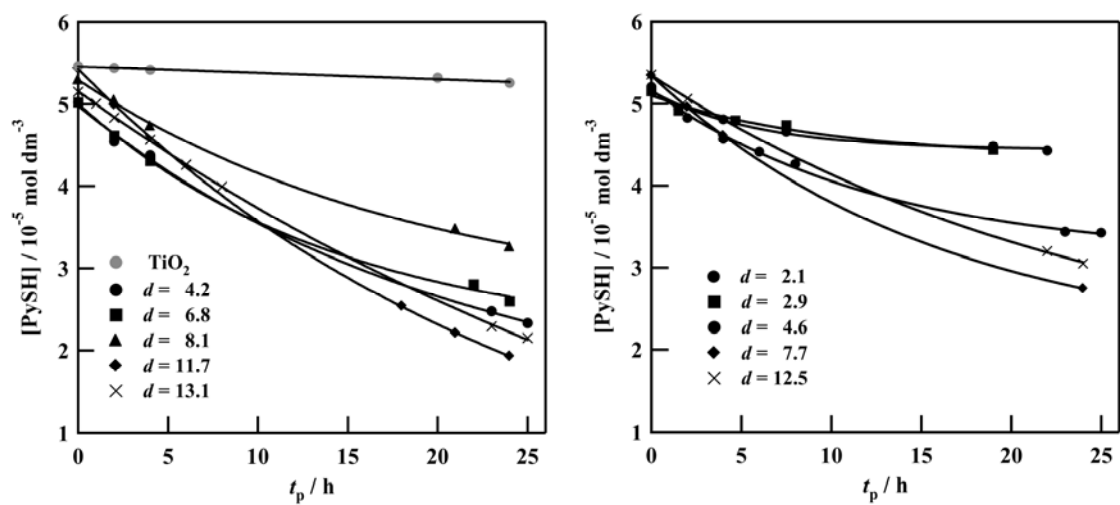 6
5
4
3
2
1
[PySH] / 10⁻⁵ mol dm⁻³
TiO₂
d = 4.2
d = 6.8
d = 8.1
d = 11.7
d = 13.1
0 5 10 15 20 25
tₚ / h
6
5
4
3
2
1
[PySH] / 10⁻⁵ mol dm⁻³
d = 2.1
d = 2.9
d = 4.6
d = 7.7
d = 12.5
0 5 10 15 20 25
tₚ / h